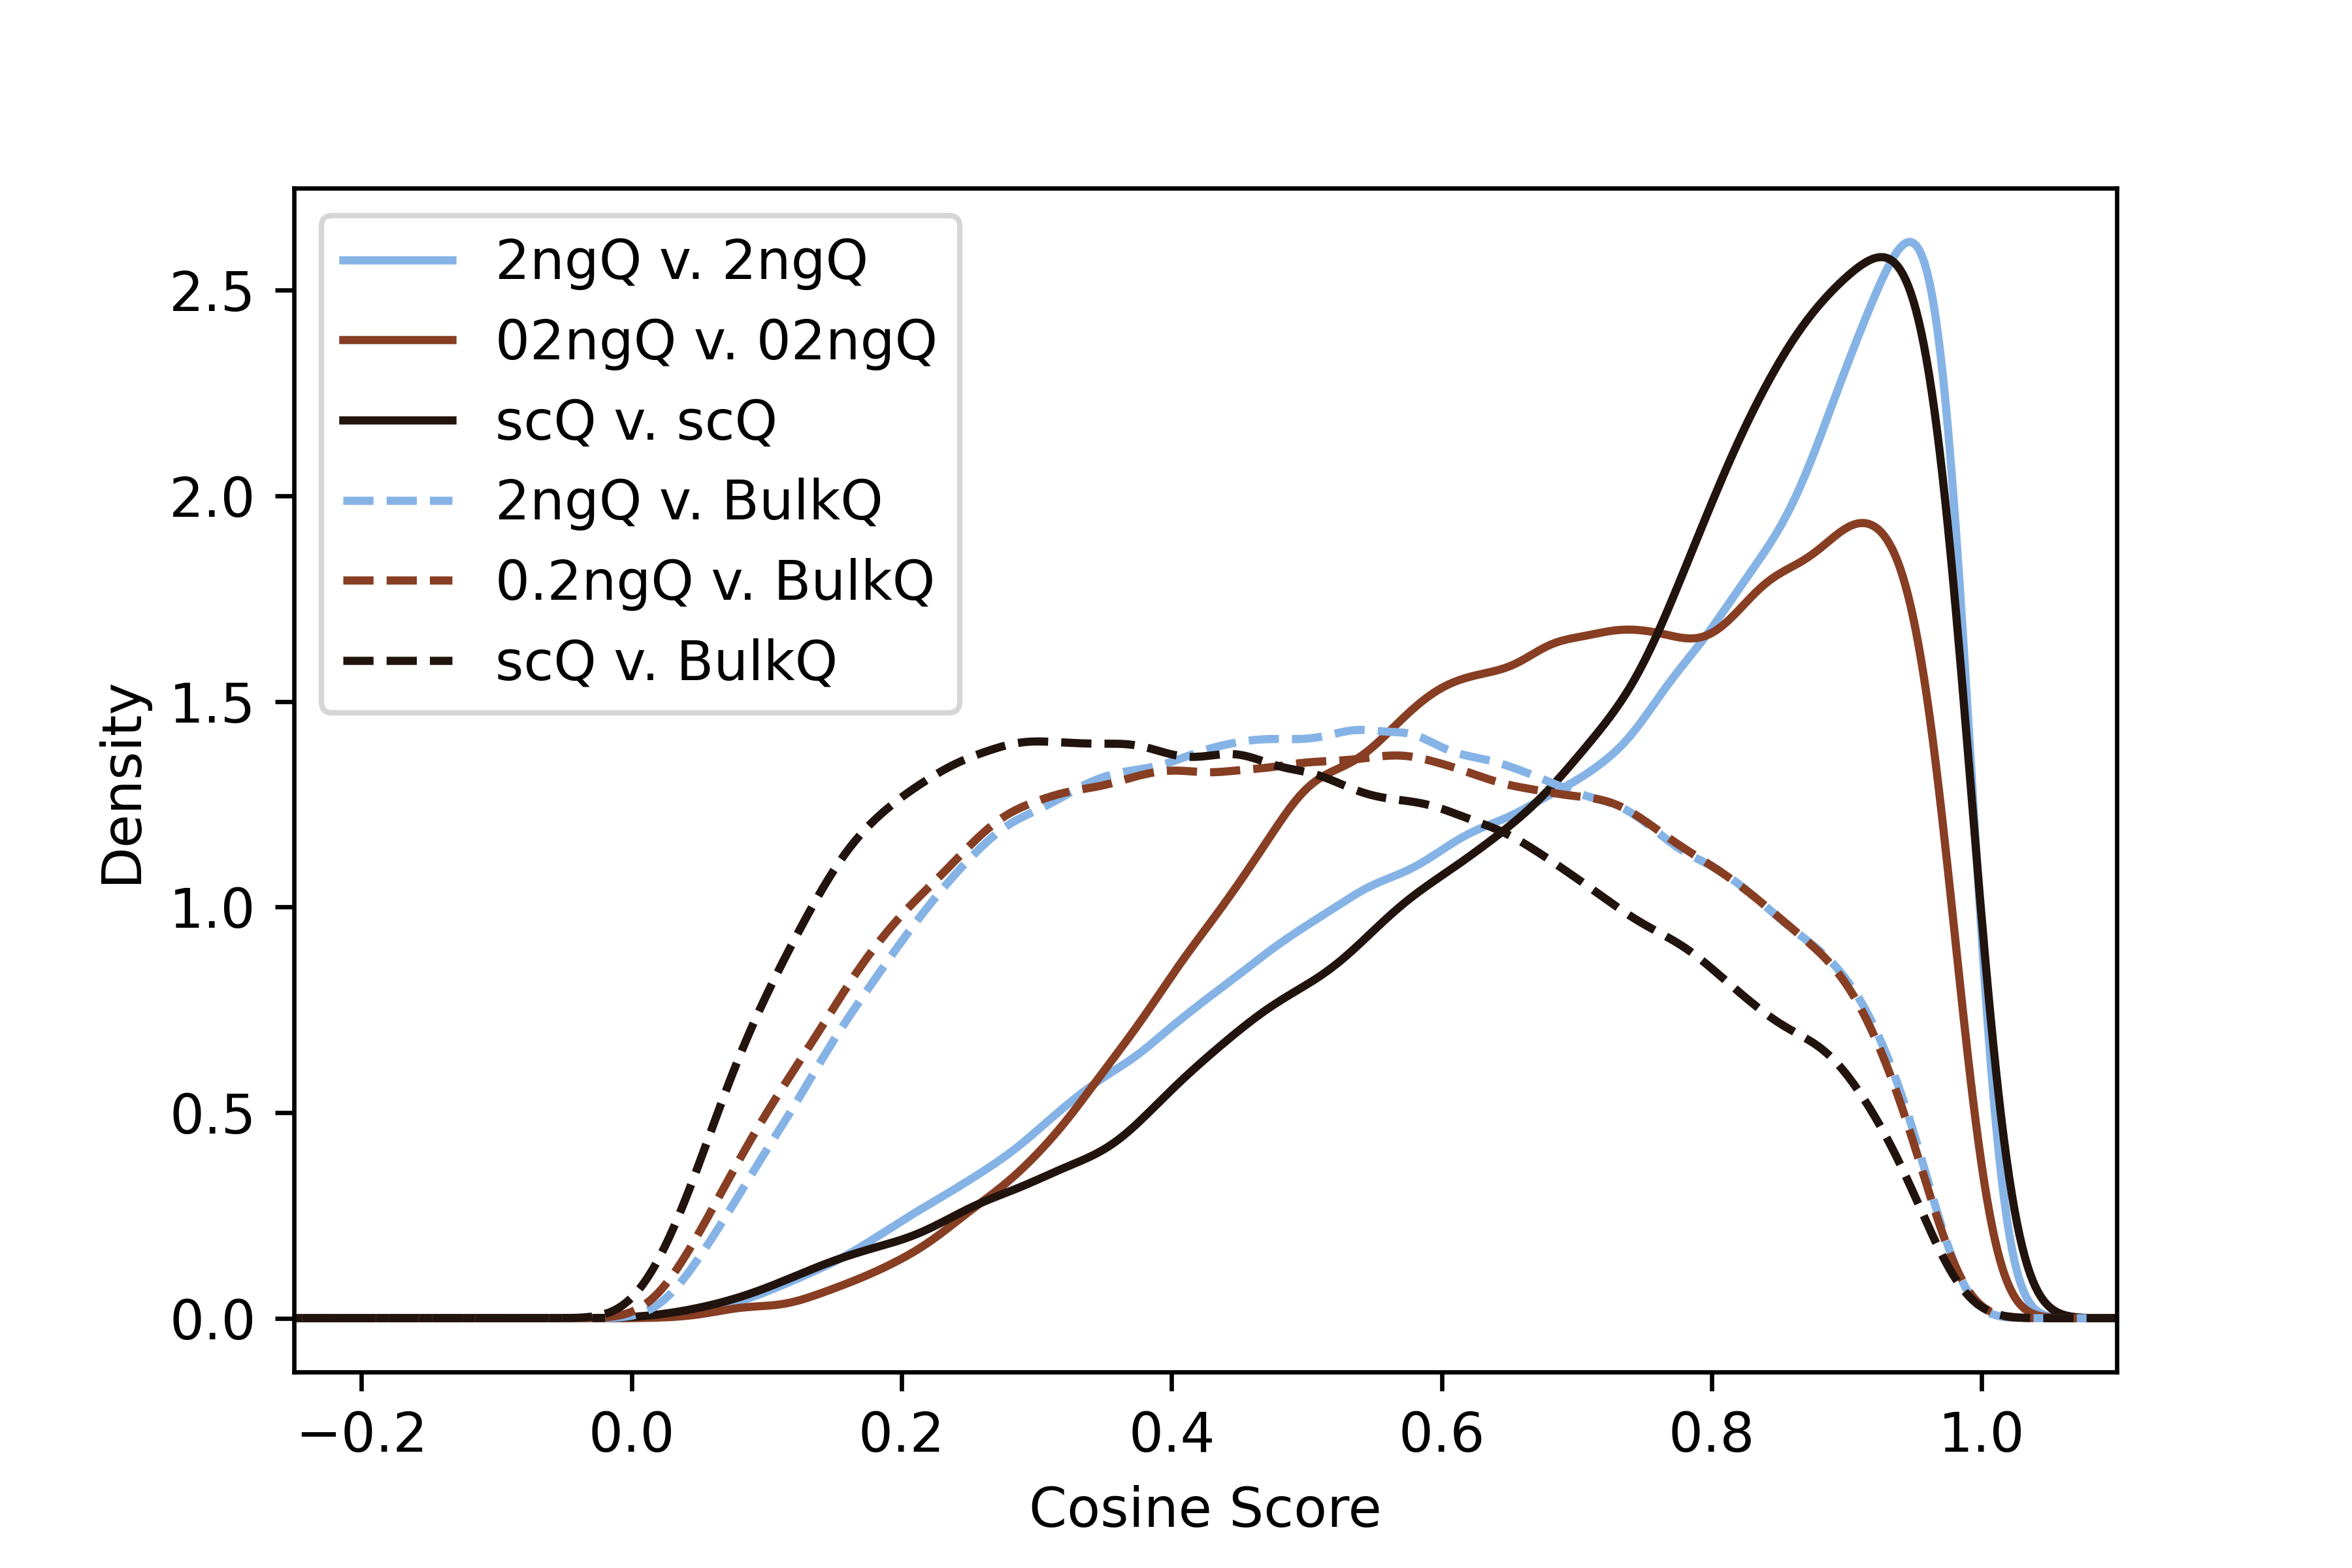 2ngQ v. 2ngQ
02ngQ v. 02ngQ
scQ v. scQ
2ngQ v. BulkQ
0.2ngQ v. BulkQ
scQ v. BulkQ
Density
2.5
2.0
1.5
1.0
0.5
0.0
−0.2 0.0 0.2 0.4 0.6 0.8 1.0
Cosine Score